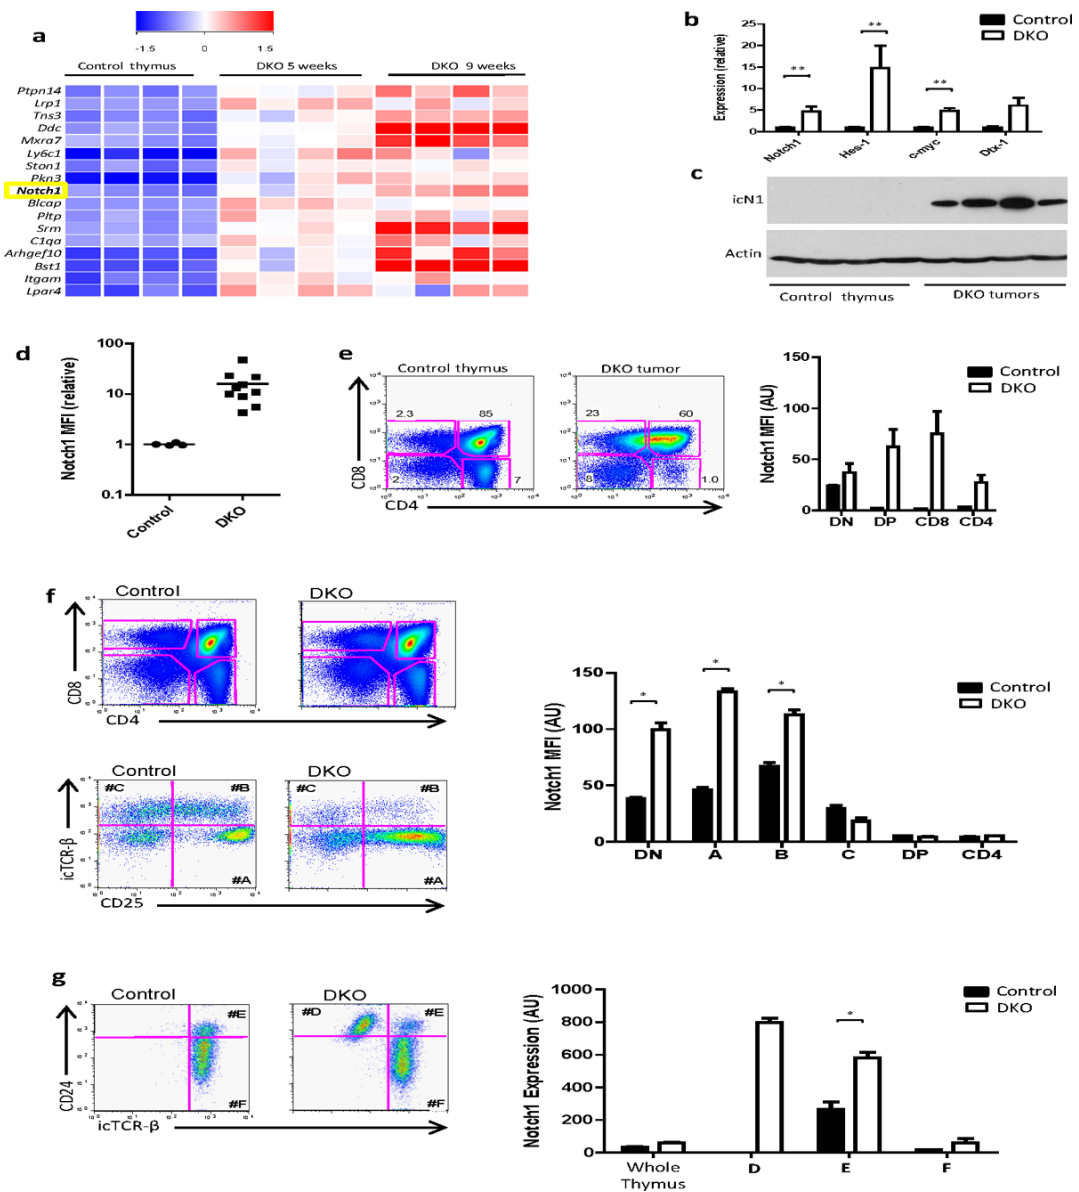 a
-1.5 0 1.5
Control thymus DKO 5 weeks DKO 9 weeks
Ptpn14
Lrp1
Tns3
Ddc
Mxra7
Ly6c1
Ston1
Pkn3
Notch1
Blcap
Pltp
Srm
C1qa
Arhgef10
Bst1
Itgam
Lpar4
b
Control
DKO
Expression (relative)
25
20
15
10
5
0
** ** **
Notch1 Hes-1 c-myc Dtx-1
c
icN1
Actin
Control thymus DKO tumors
d
Notch1 MFI (relative)
100
10
1
0.1
Control DKO
e
Control thymus DKO tumor
2.3 85 23 60
2 7 8 1.0
CD8
CD4
Notch1 MFI (AU)
150
100
50
0
Control
DKO
DN DP CD8 CD4
f
Control DKO
CD8
CD4
Control DKO
#C #B #C #B
#A #A
icTCR-β
CD25
Notch1 MFI (AU)
150
100
50
0
* * *
Control
DKO
DN A B C DP CD4
g
Control DKO
#E #D #E
#F #F
CD24
icTCR-β
Notch1 Expression (AU)
1000
800
600
400
200
0
*
Control
DKO
Whole Thymus D E F